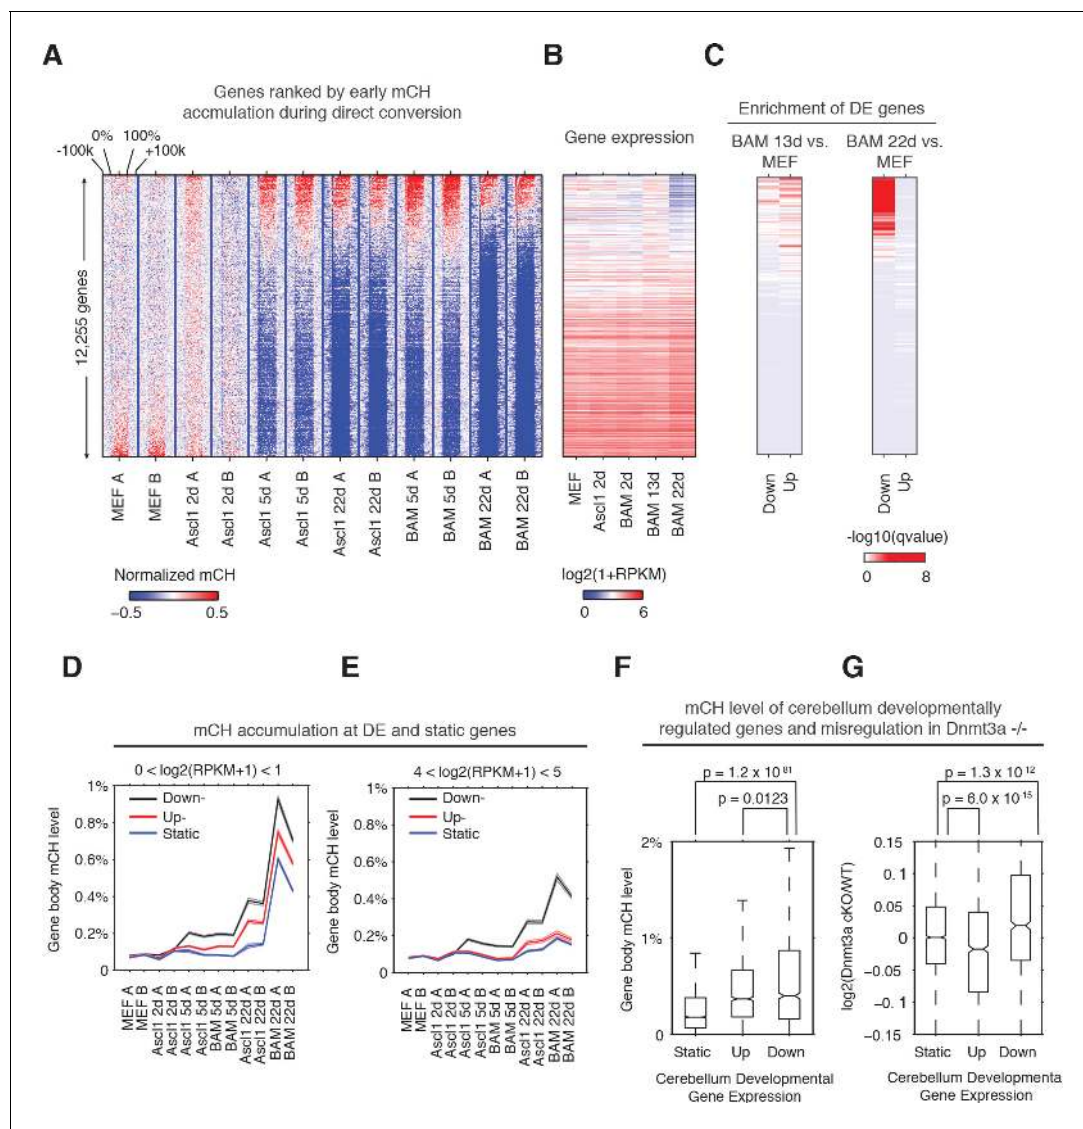 A
B
C
Genes ranked by early mCH
accmulation during direct conversion
Gene expression
Enrichment of DE genes
BAM 13d vs.
MEF
BAM 22d vs.
MEF
0% 100%
-100k +100k
12,255 genes
MEF A
MEF B
Ascl1 2d A
Ascl1 2d B
Ascl1 5d A
Ascl1 5d B
Ascl1 22d A
Ascl1 22d B
BAM 5d A
BAM 5d B
BAM 22d A
BAM 22d B
MEF
Ascl1 2d
BAM 2d
BAM 13d
BAM 22d
Down
Up
Down
Up
Normalized mCH
−0.5 0.5
log2(1+RPKM)
0 6
-log10(qvalue)
0 8
D
E
F
G
mCH accumulation at DE and static genes
mCH level of cerebellum developmentally
regulated genes and misregulation in Dnmt3a -/-
0 < log2(RPKM+1) < 1
Down-
Up-
Static
Gene body mCH level
1%
0.8%
0.6%
0.4%
0.2%
0
MEF A
MEF B
Ascl1 2d A
Ascl1 2d B
Ascl1 5d A
Ascl1 5d B
BAM 5d A
BAM 5d B
Ascl1 22d A
Ascl1 22d B
BAM 22d A
BAM 22d B
4 < log2(RPKM+1) < 5
Down-
Up-
Static
Gene body mCH level
1%
0.8%
0.6%
0.4%
0.2%
0
MEF A
MEF B
Ascl1 2d A
Ascl1 2d B
Ascl1 5d A
Ascl1 5d B
BAM 5d A
BAM 5d B
Ascl1 22d A
Ascl1 22d B
BAM 22d A
BAM 22d B
p = 1.2 x 10 81
p = 0.0123
Gene body mCH level
2%
1%
0
Static Up Down
Cerebellum Developmental
Gene Expression
p = 1.3 x 10 12
p = 6.0 x 10 15
log2(Dnmt3a cKO/WT)
0.15
0.1
0.05
0
−0.05
−0.1
−0.15
Static Up Down
Cerebellum Developmenta
Gene Expression